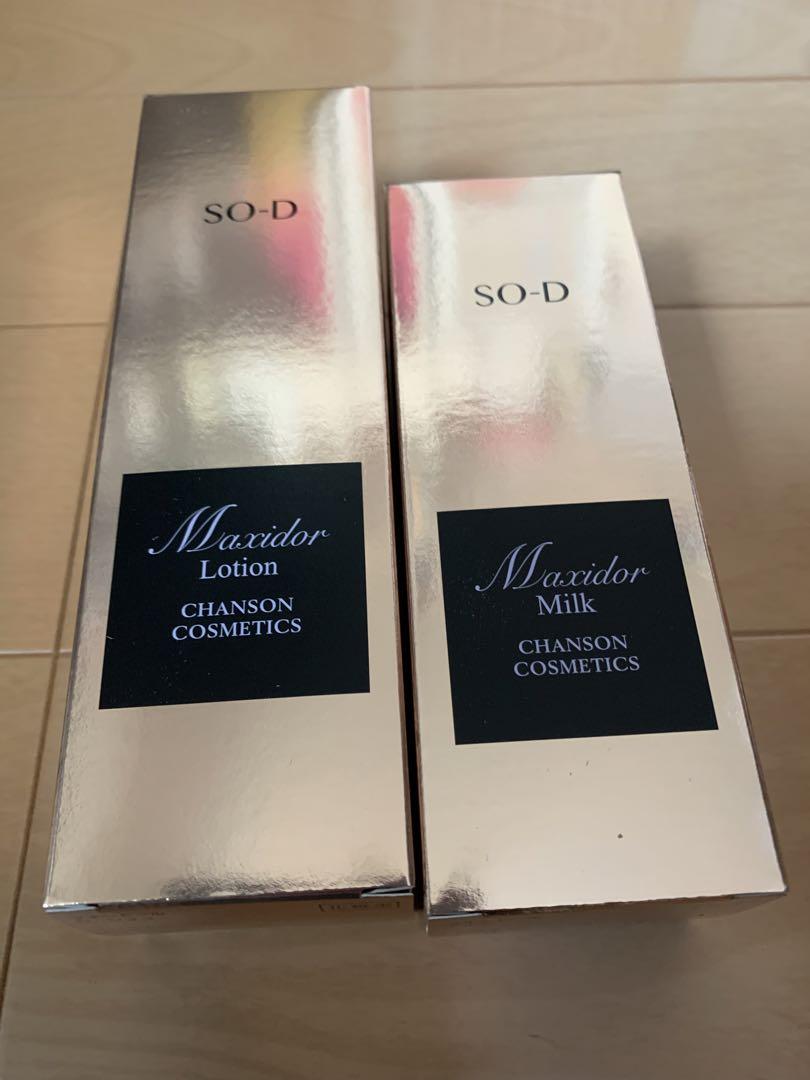 SO-D
Maxidor
Lotion
CHANSON
COSMETICS
SO-D
Maxidor
Milk
CHANSON
COSMETICS